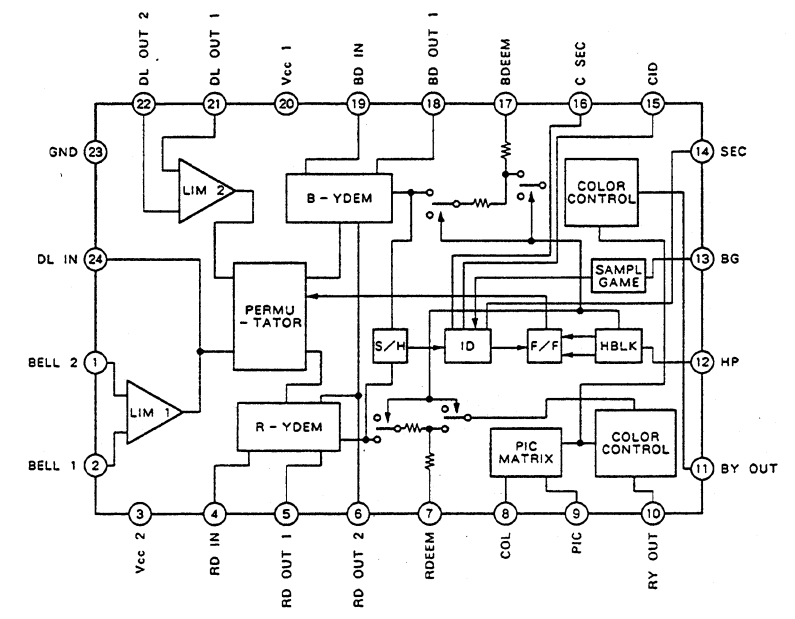 DL OUT 2
DL OUT 1
Vcc 1
BD IN
BD OUT 1
BDEEM
C SEC
CID
22
21
20
19
18
17
16
15
GND
23
14
SEC
LIM 2
B-YDEM
COLOR
CONTROL
DL IN
24
13
BG
SAMPL
GAME
PERMU
-TATOR
S/H
ID
F/F
HBLK
BELL 2
1
12
HP
LIM 1
R-YDEM
PIC
MATRIX
COLOR
CONTROL
BELL 1
2
11
BY OUT
3
4
5
6
7
8
9
10
Vcc 2
RD IN
RD OUT 1
RD OUT 2
RDEEM
COL
PIC
RY OUT